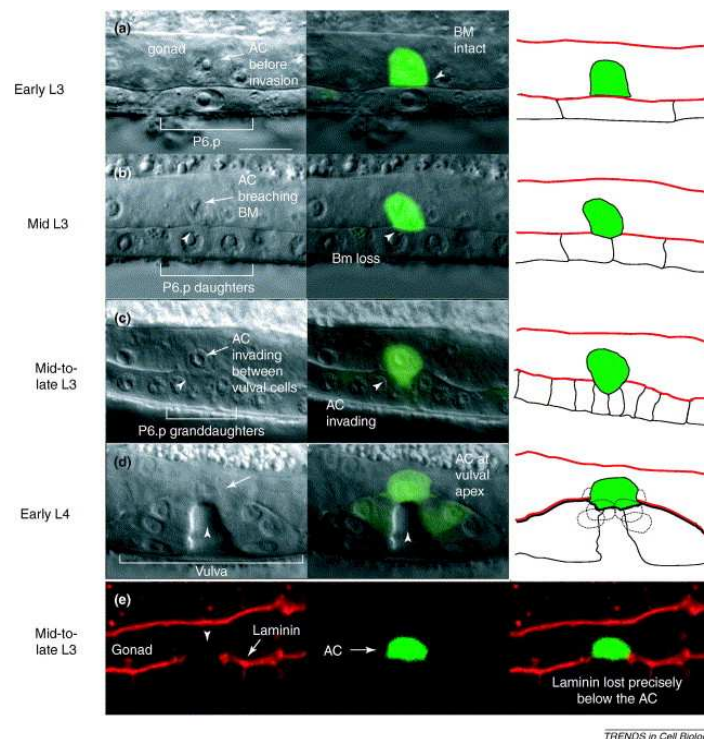 Early L3
(a)
gonad
AC
before
invasion
P6.p
BM
intact
Mid L3
(b)
AC
breaching
BM
P6.p daughters
Bm loss
Mid-to-
late L3
(c)
AC
invading
between
vulval cells
P6.p granddaughters
AC
invading
Early L4
(d)
Vulva
AC at
vulval
apex
Mid-to-
late L3
(e)
Gonad
Laminin
AC
Laminin lost precisely
below the AC
TRENDS in Cell Biolog